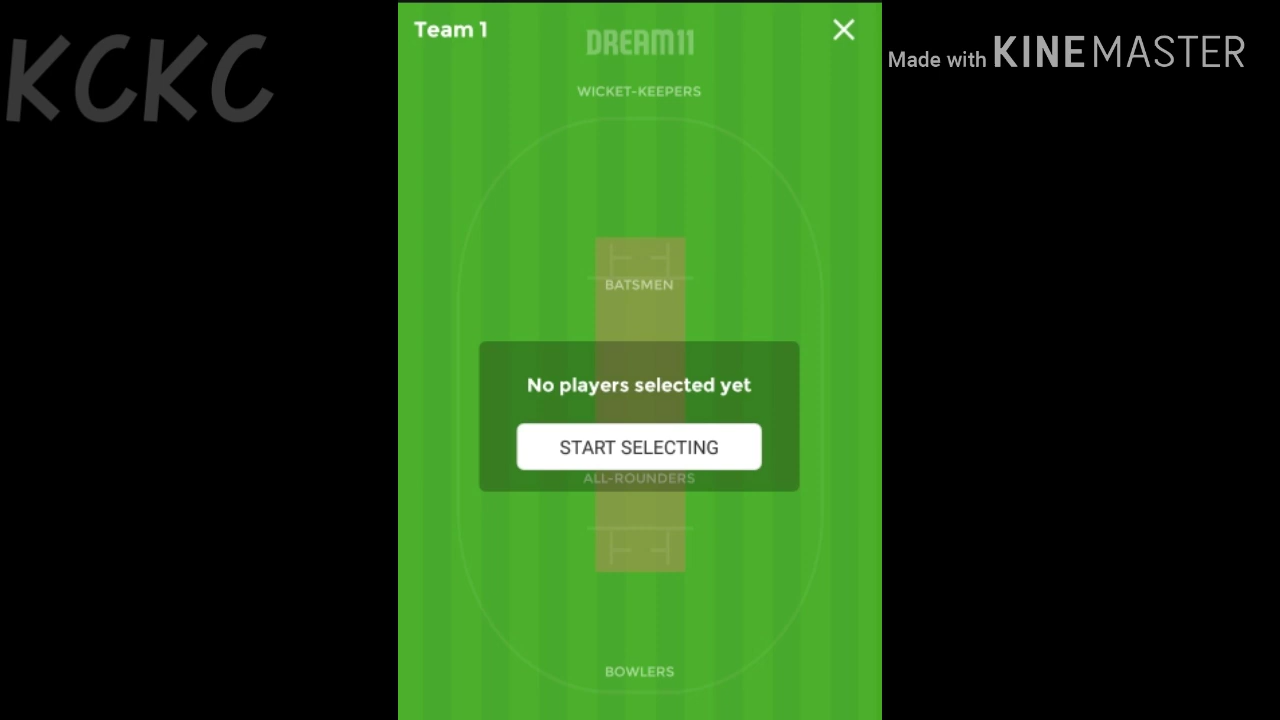 KCKC
Team 1
DREAM11
Made with KINEMASTER
WICKET-KEEPERS
BATSMEN
No players selected yet
START SELECTING
ALL-ROUNDERS
BOWLERS